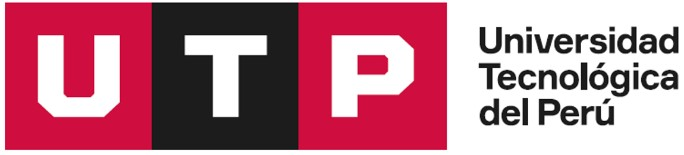 UTP
Universidad
Tecnológica
del Perú